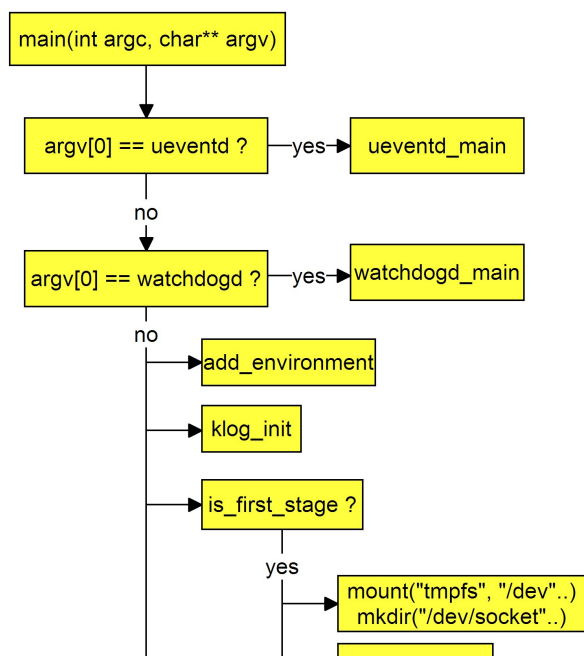 main(int argc, char** argv)
argv[0] == ueventd ?
yes
ueventd_main
no
argv[0] == watchdogd ?
yes
watchdogd_main
no
add_environment
klog_init
is_first_stage ?
yes
mount("tmpfs", "/dev"..)
mkdir("/dev/socket"..)